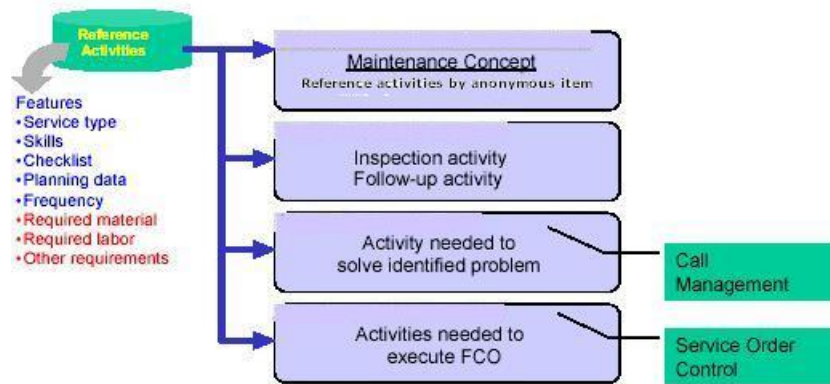 Reference
Activities
Features
•Service type
•Skills
•Checklist
•Planning data
•Frequency
•Required material
•Required labor
•Other requirements
Maintenance Concept
Reference activities by anonymous item
Inspection activity
Follow-up activity
Activity needed to
solve identified problem
Call
Management
Activities needed to
execute FCO
Service Order
Control